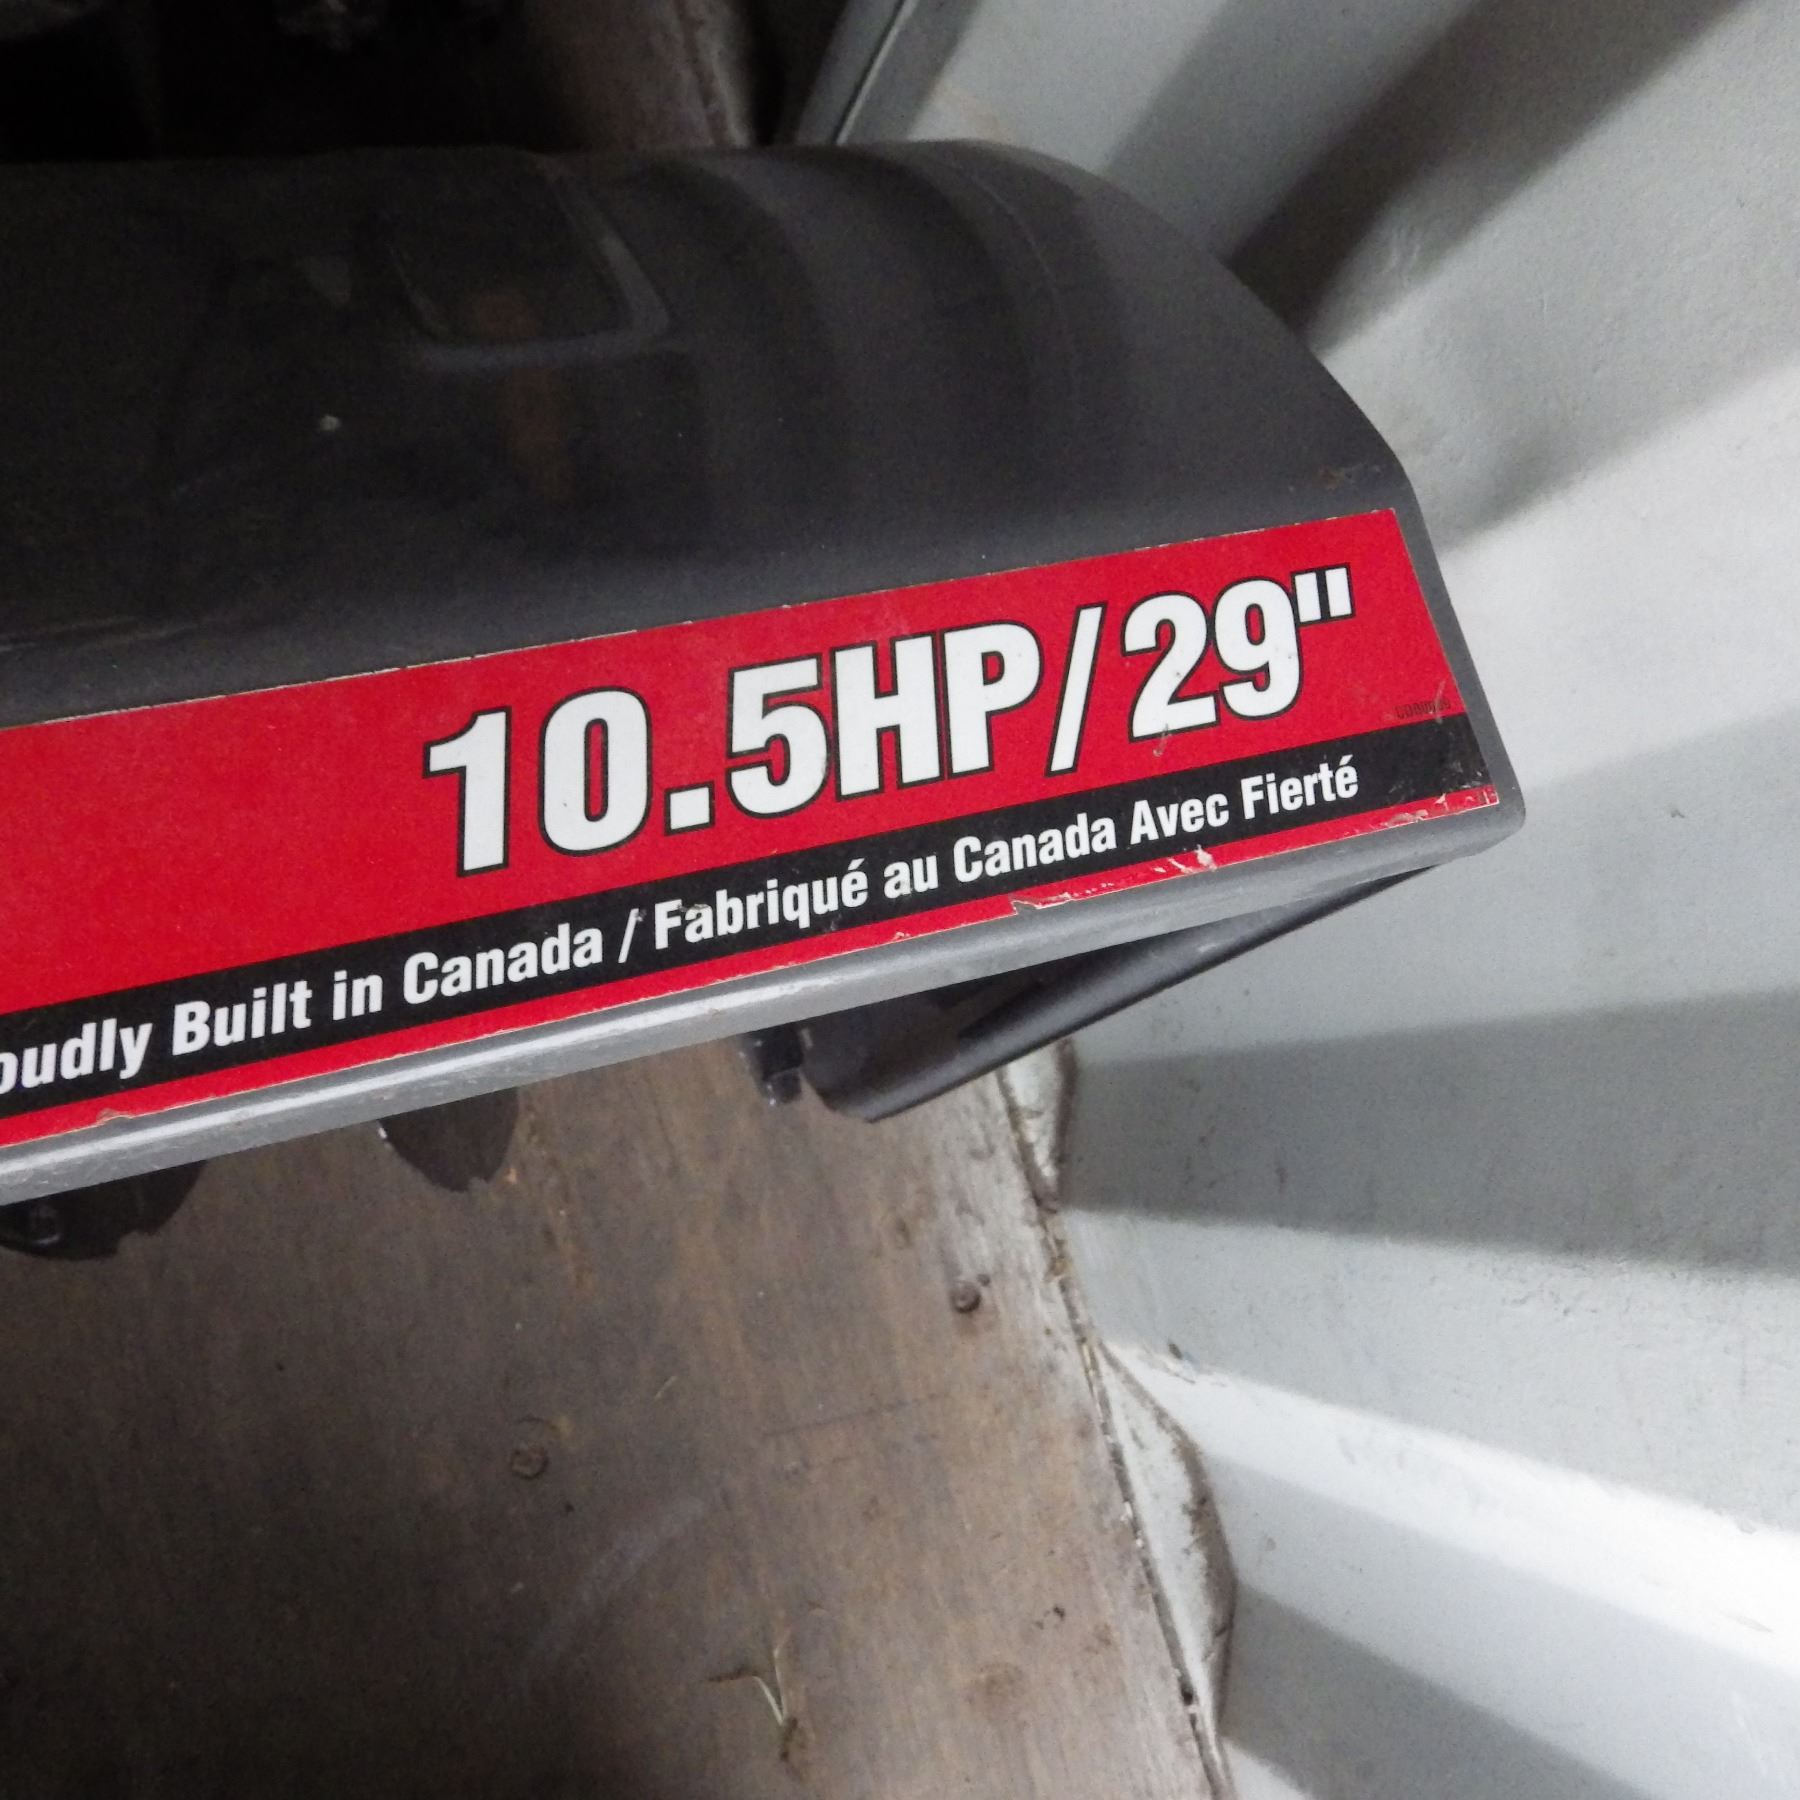 10.5HP/29"
oudly Built in Canada / Fabriqué au Canada Avec Fierté